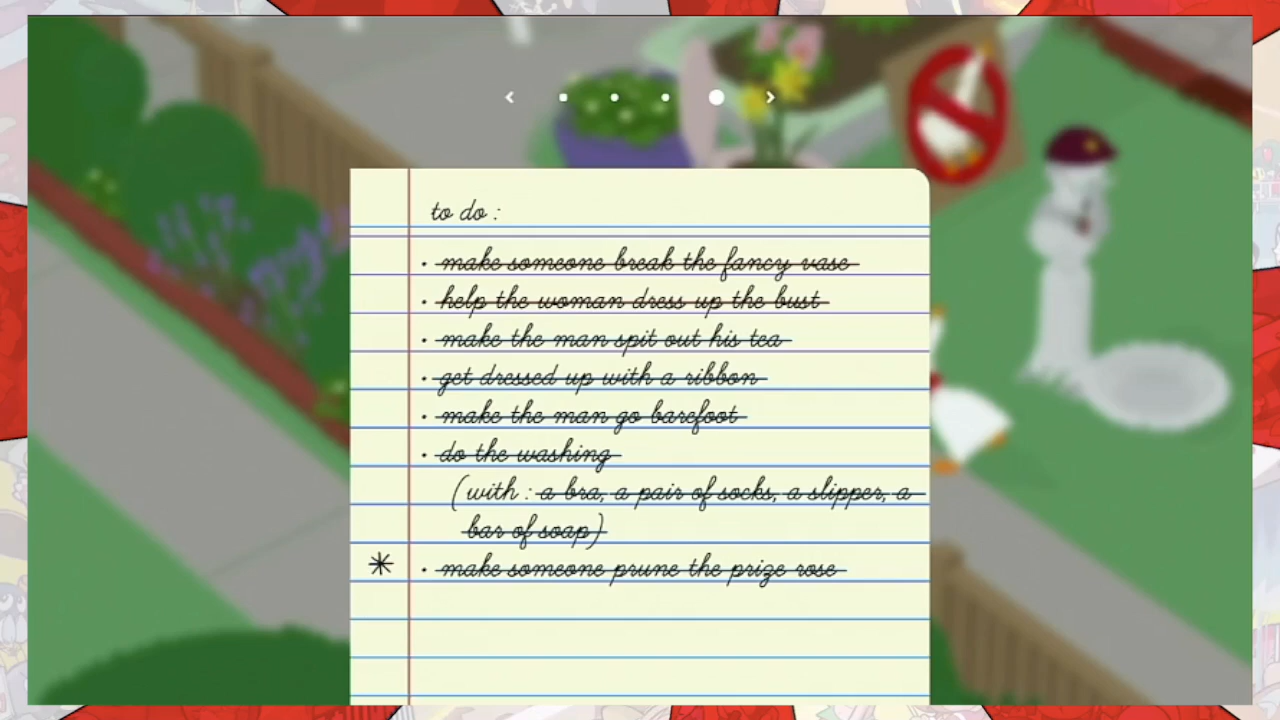 to do :
· make someone break the fancy vase
· help the woman dress up the bust
· make the man spit out his tea
· get dressed up with a ribbon
· make the man go barefoot
· do the washing
(with : a bra, a pair of socks, a slipper, a
bar of soap)
* · make someone prune the prize rose